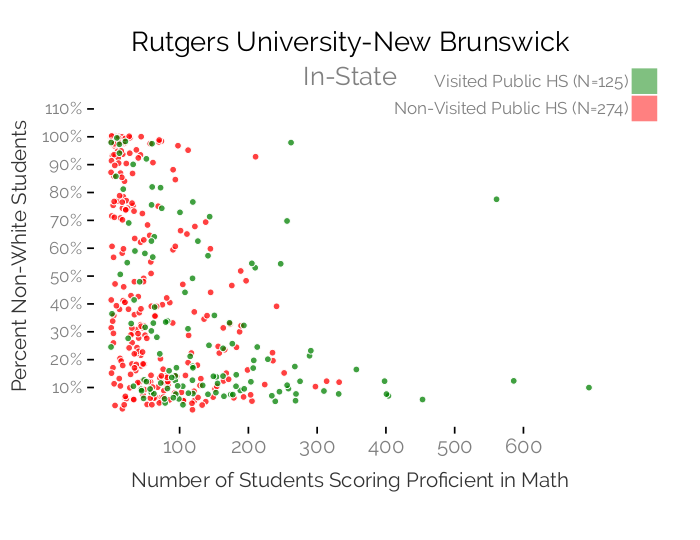 Rutgers University-New Brunswick
In-State
Visited Public HS (N=125)
Non-Visited Public HS (N=274)
Percent Non-White Students
110%
100%
90%
80%
70%
60%
50%
40%
30%
20%
10%
100 200 300 400 500 600
Number of Students Scoring Proficient in Math